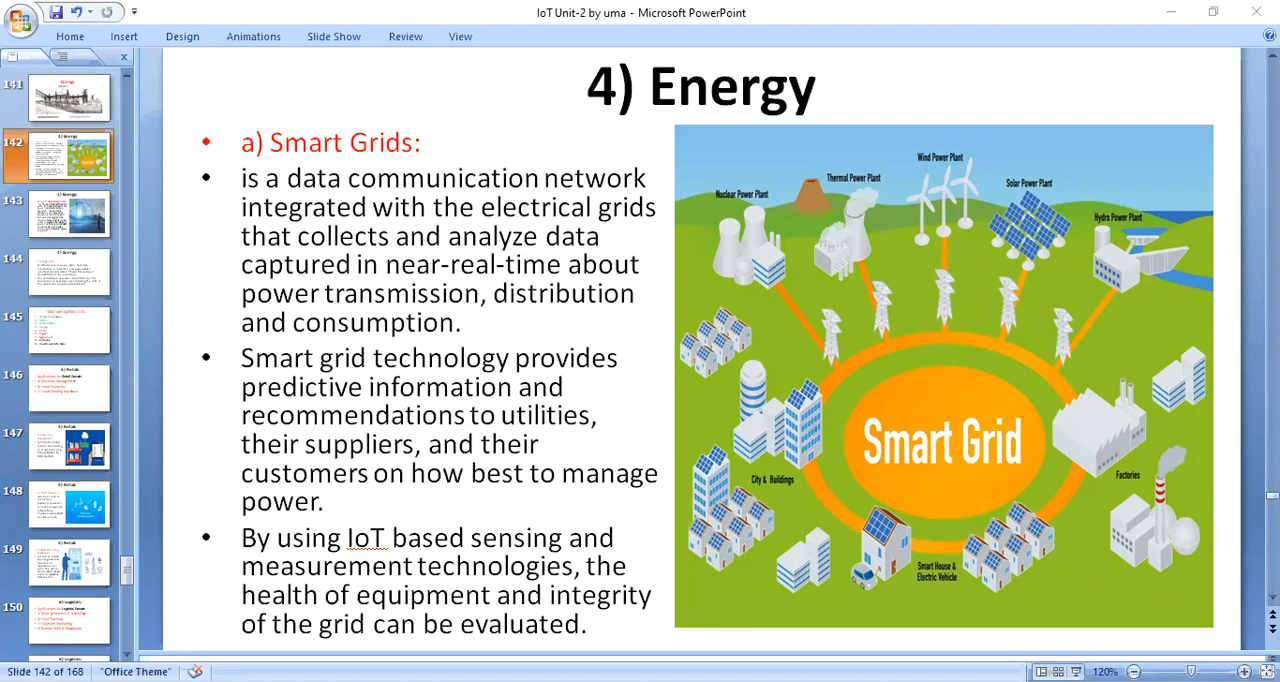 IoT Unit-2 by uma - Microsoft PowerPoint
Home Insert Design Animations Slide Show Review View
4) Energy
• a) Smart Grids:
• is a data communication network
integrated with the electrical grids
that collects and analyze data
captured in near-real-time about
power transmission, distribution
and consumption.
• Smart grid technology provides
predictive information and
recommendations to utilities,
their suppliers, and their
customers on how best to manage
power.
• By using IoT based sensing and
measurement technologies, the
health of equipment and integrity
of the grid can be evaluated.
Nuclear Power Plant
Thermal Power Plant
Wind Power Plant
Solar Power Plant
Hydro Power Plant
Smart Grid
City & Buildings
Factories
Smart House &
Electric Vehicle
141
Energy
142
4) Energy
143
4) Energy
144
145
146
147
148
149
150
Slide 142 of 168 "Office Theme" 120%